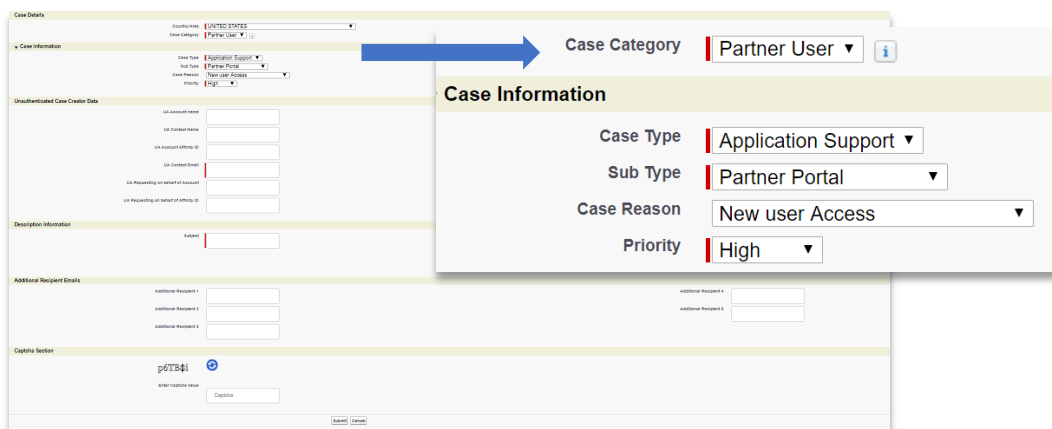 Case Details
Country-Area UNITED STATES
Case Category Partner User
Case Information
Case Type Application Support
Sub Type Partner Portal
Case Reason New user Access
Priority High
Unauthenticated Case Creator Data
UA Account name
UA Contact Name
UA Account Affinity ID
UA Contact Email
UA Requesting on behalf of Account
UA Requesting on behalf of Affinity ID
Description Information
Subject
Additional Recipient Emails
Additional Recipient 1 Additional Recipient 4
Additional Recipient 2 Additional Recipient 5
Additional Recipient 3
Captcha Section
p6TB$i
Enter Captcha Value
Captcha
Submit Cancel
Case Category Partner User i
Case Information
Case Type Application Support
Sub Type Partner Portal
Case Reason New user Access
Priority High